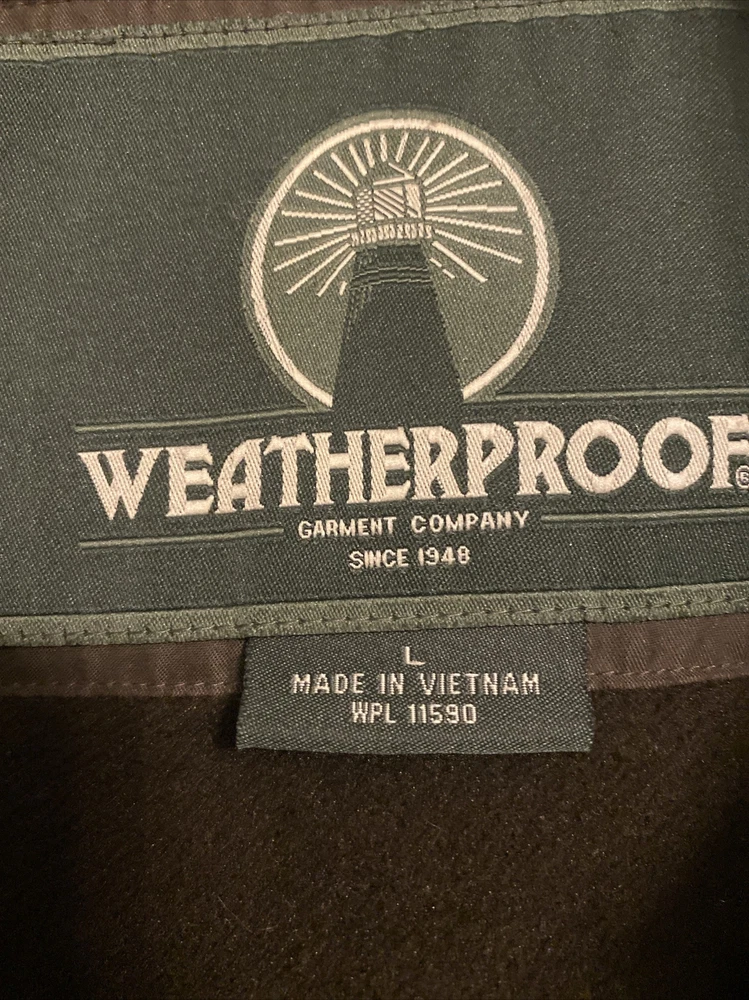 WEATHERPROOF®
GARMENT COMPANY
SINCE 1948
L
MADE IN VIETNAM
WPL 11590